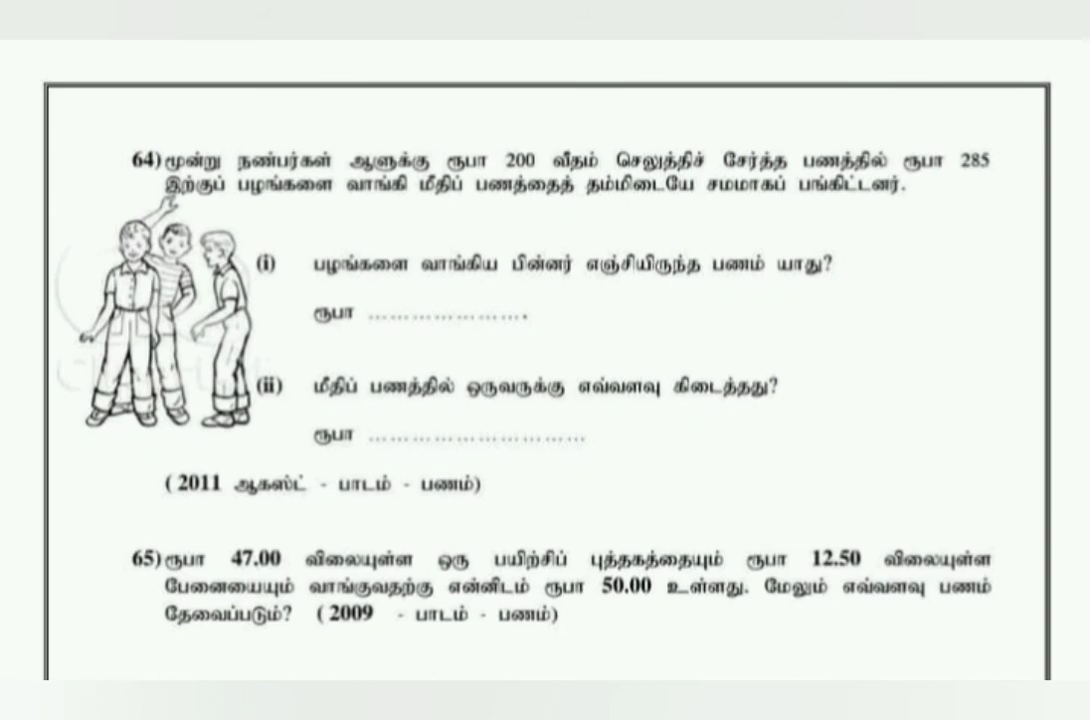 64) மூன்று நண்பர்கள் ஆளுக்கு ரூபா 200 வீதம் செலுத்திச் சேர்த்த பணத்தில் ரூபா 285
இற்குப் பழங்களை வாங்கி மீதிப் பணத்தைத் தம்மிடையே சமமாகப் பங்கிட்டனர்.
(i) பழங்களை வாங்கிய பின்னர் எஞ்சியிருந்த பணம் யாது?
ரூபா .......................
(ii) மீதிப் பணத்தில் ஒருவருக்கு எவ்வளவு கிடைத்தது?
ரூபா ..............................
( 2011 ஆகஸ்ட் - பாடம் - பணம்)
65) ரூபா 47.00 விலையுள்ள ஒரு பயிற்சிப் புத்தகத்தையும் ரூபா 12.50 விலையுள்ள
பேனையையும் வாங்குவதற்கு என்னிடம் ரூபா 50.00 உள்ளது. மேலும் எவ்வளவு பணம்
தேவைப்படும்? ( 2009 - பாடம் - பணம்)